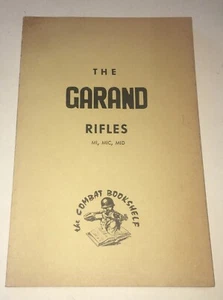 THE
GARAND
RIFLES
M1, M1C, M1D
the COMBAT BOOKSHELF